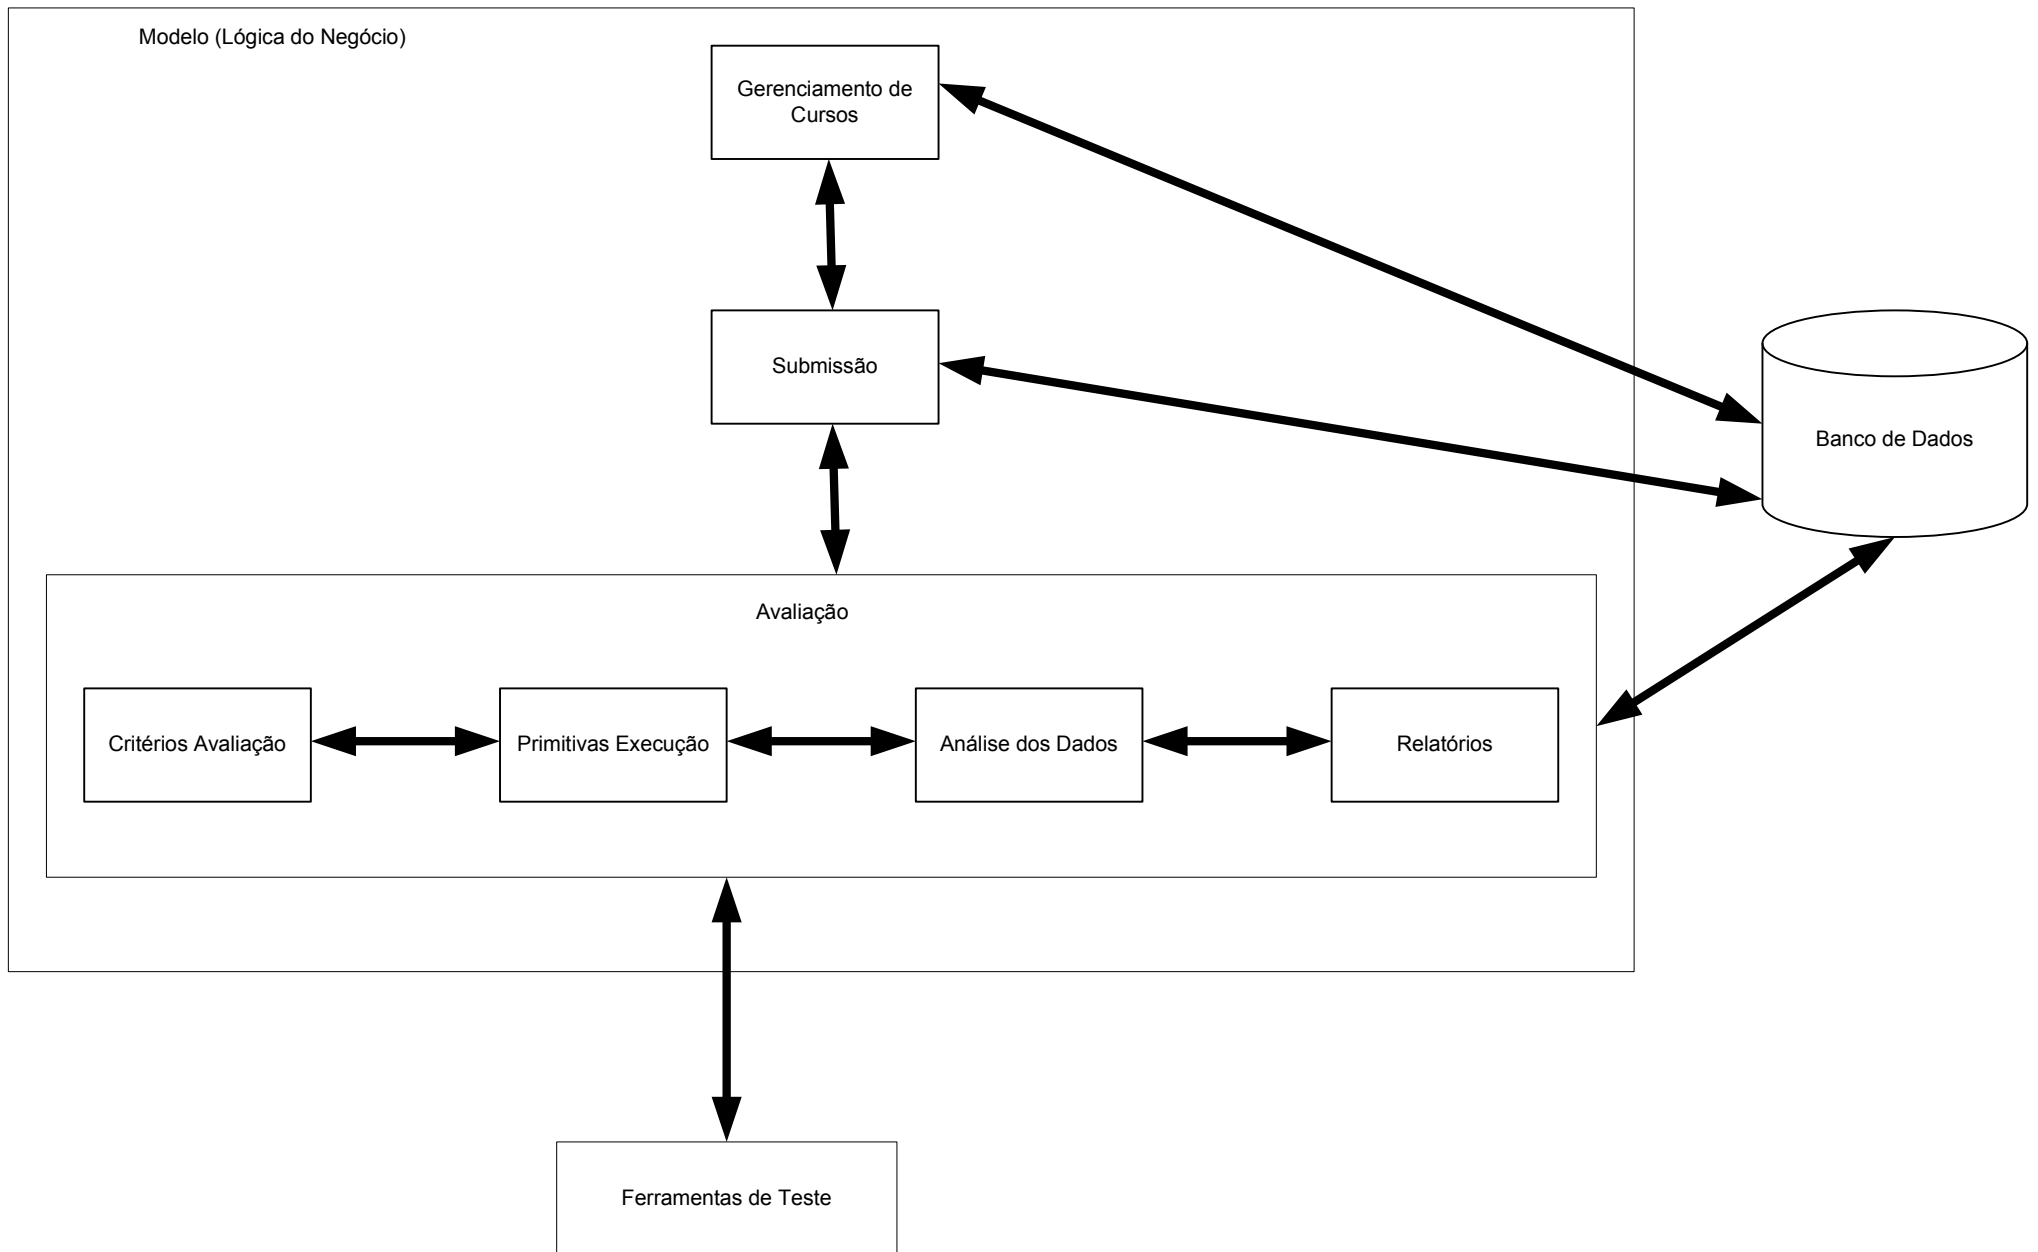 Modelo (Lógica do Negócio)
Gerenciamento de
Cursos
Submissão
Banco de Dados
Avaliação
Critérios Avaliação
Primitivas Execução
Análise dos Dados
Relatórios
Ferramentas de Teste